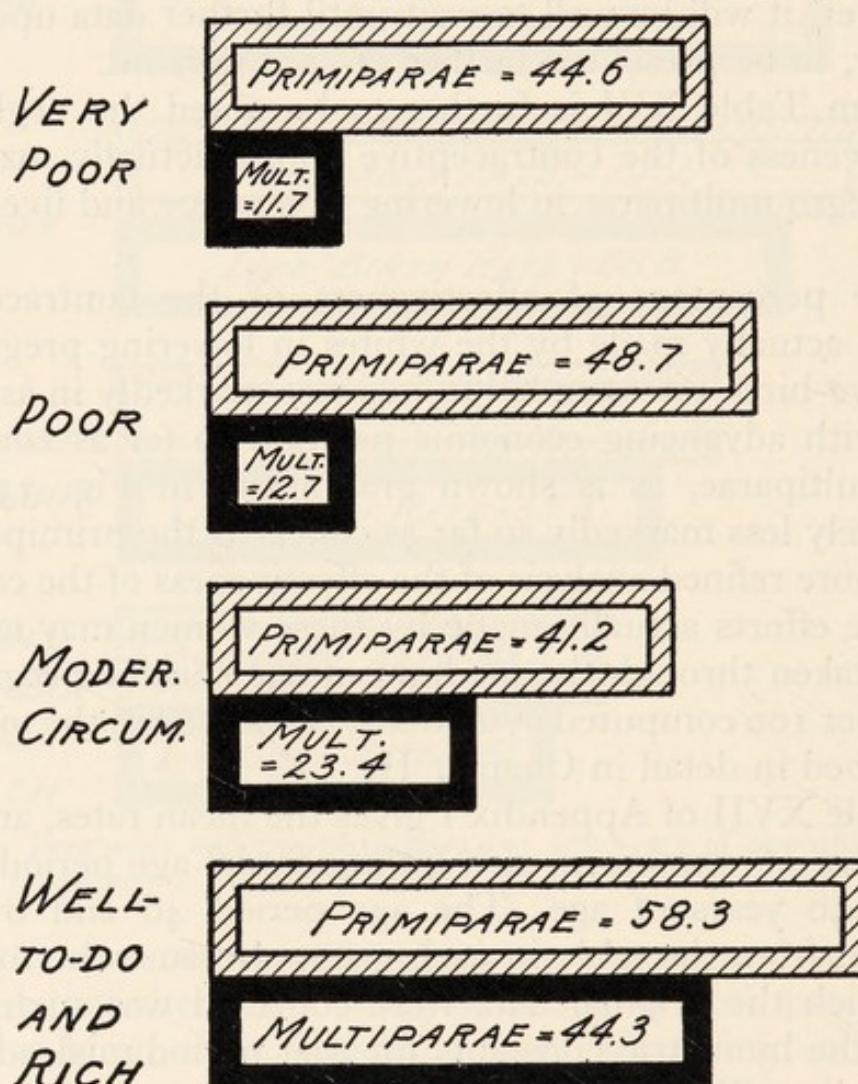 VERY
POOR
PRIMIPARAE = 44.6
MULT.
=11.7
POOR
PRIMIPARAE = 48.7
MULT.
=12.7
MODER.
CIRCUM.
PRIMIPARAE = 41.2
MULT.
=23.4
WELL-
TO-DO
AND
RICH
PRIMIPARAE = 58.3
MULTIPARAE = 44.3